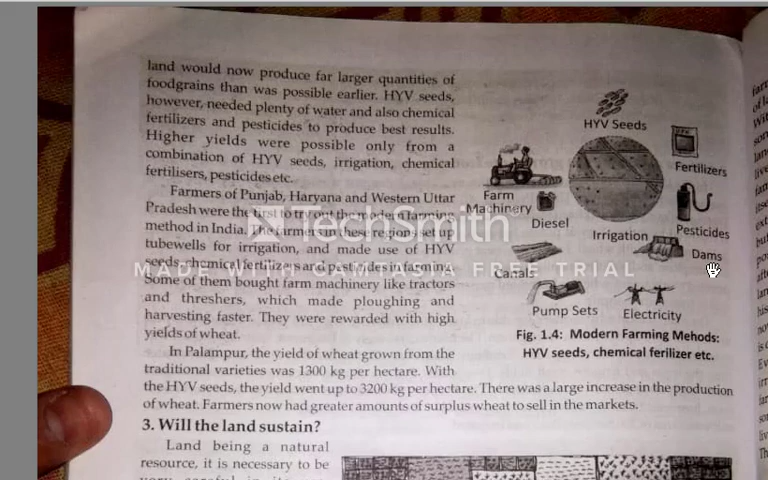 land would now produce far larger quantities of
foodgrains than was possible earlier. HYV seeds,
however, needed plenty of water and also chemical
fertilizers and pesticides to produce best results.
Higher yields were possible only from a
combination of HYV seeds, irrigation, chemical
fertilisers, pesticides etc.
Farmers of Punjab, Haryana and Western Uttar
Pradesh were the first to try out the modern farming
method in India. The farmers in these regions set up
tubewells for irrigation, and made use of HYV
seeds, chemical fertilizers and pesticides in farming.
Some of them bought farm machinery like tractors
and threshers, which made ploughing and
harvesting faster. They were rewarded with high
yields of wheat.
In Palampur, the yield of wheat grown from the
traditional varieties was 1300 kg per hectare. With
the HYV seeds, the yield went up to 3200 kg per hectare. There was a large increase in the production
of wheat. Farmers now had greater amounts of surplus wheat to sell in the markets.
3. Will the land sustain?
Land being a natural
resource, it is necessary to be
HYV Seeds
Fertilizers
Farm
Machinery
Diesel
Pesticides
Irrigation
Dams
Canals
Pump Sets
Electricity
Fig. 1.4: Modern Farming Mehods:
HYV seeds, chemical ferilizer etc.
TechSmith
MADE WITH CAMTASIA FREE TRIAL